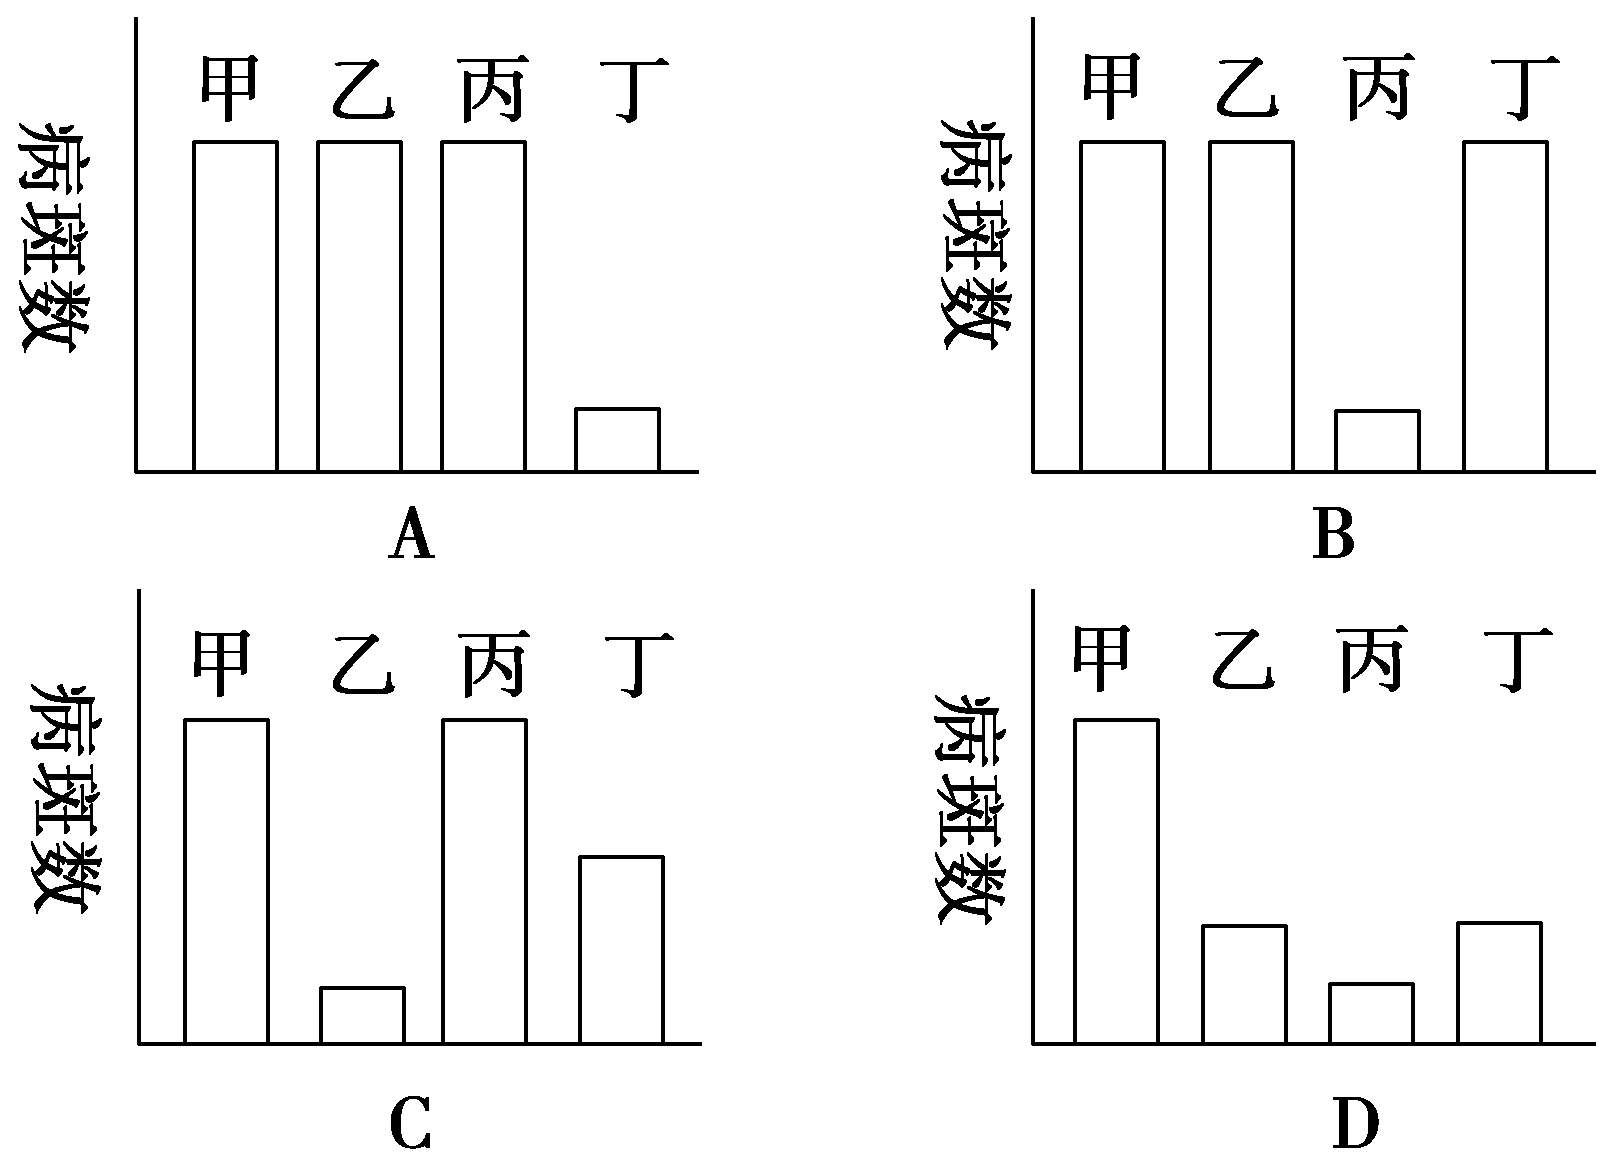 甲 乙 丙 丁
病斑数
A
甲 乙 丙 丁
病斑数
B
甲 乙 丙 丁
病斑数
C
甲 乙 丙 丁
病斑数
D